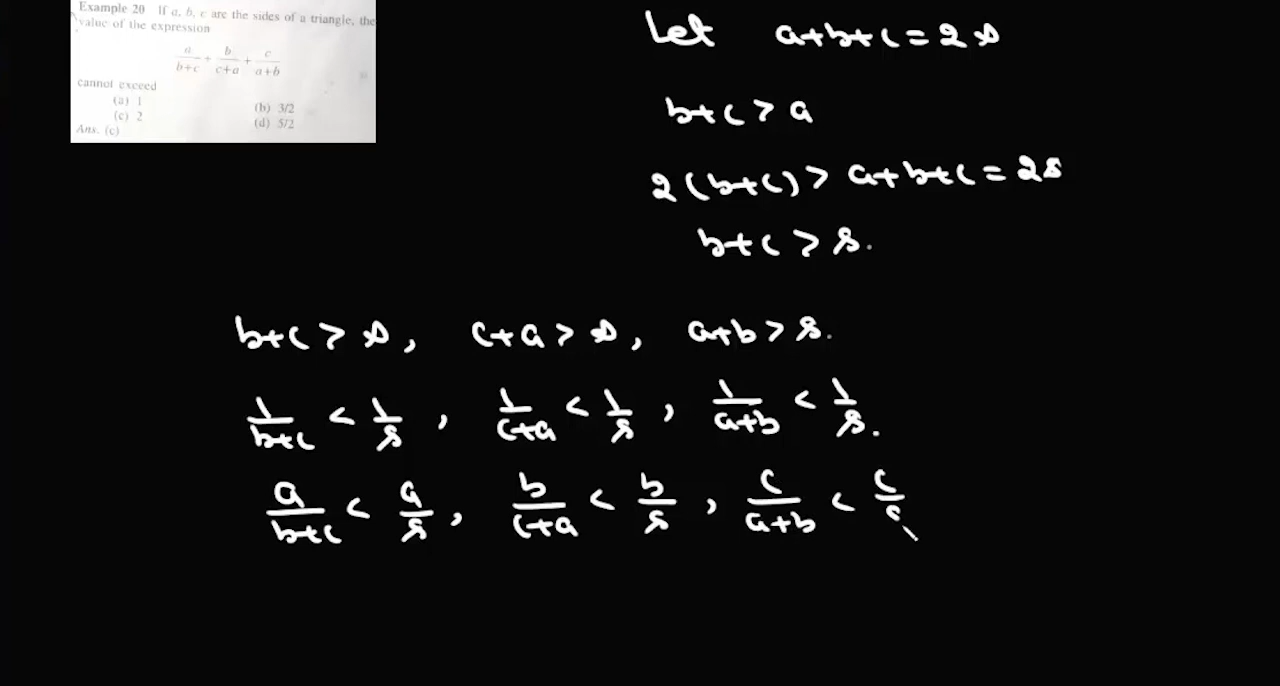 Example 20 If a, b, c are the sides of a triangle, the
value of the expression
a/(b+c) + b/(c+a) + c/(a+b)
cannot exceed
(a) 1 (b) 3/2
(c) 2 (d) 5/2
Ans. (c)
Let a+b+c = 2s
b+c > a
2(b+c) > a+b+c = 2s
b+c > s.
b+c > s, c+a > s, a+b > s.
1/(b+c) < 1/s, 1/(c+a) < 1/s, 1/(a+b) < 1/s.
a/(b+c) < a/s, b/(c+a) < b/s, c/(a+b) < c/s